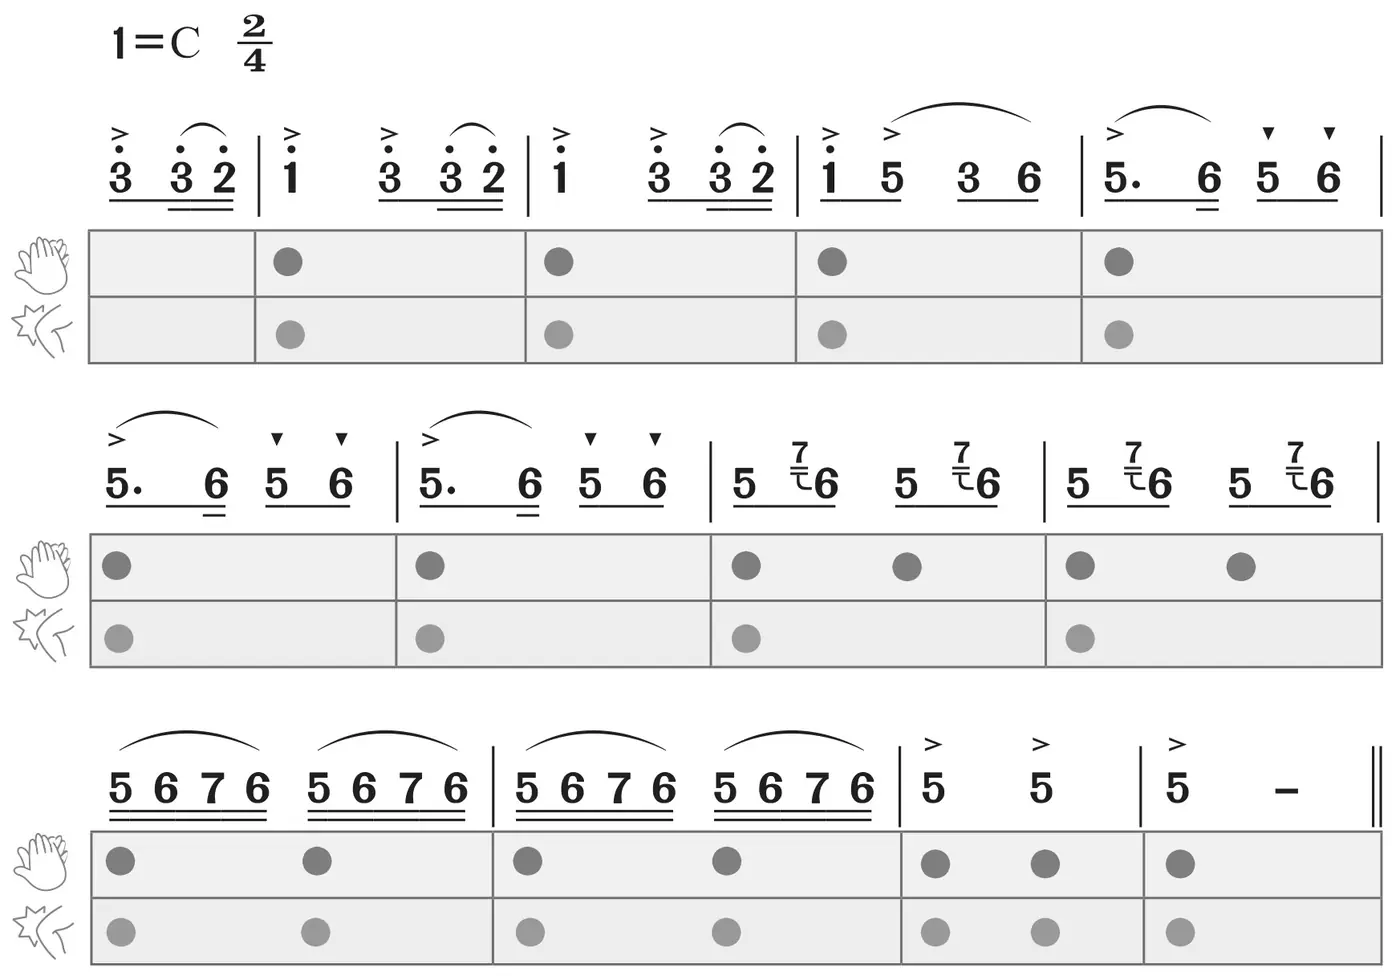 1=C 2/4
3̇ 3̇ 2̇ | 1̇ 3̇ 3̇ 2̇ | 1̇ 3̇ 3̇ 2̇ | 1̇ 5 3 6 | 5. 6 5 6 |
5. 6 5 6 | 5. 6 5 6 | 5 7 6 5 7 6 | 5 7 6 5 7 6 |
5 6 7 6 5 6 7 6 | 5 6 7 6 5 6 7 6 | 5 5 | 5 – ‖